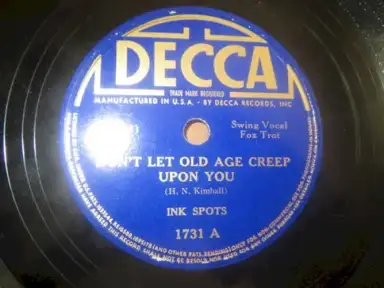 DECCA
TRADE MARK REGISTERED
MANUFACTURED IN U.S.A. - BY DECCA RECORDS, INC
Swing Vocal
Fox Trot
DON'T LET OLD AGE CREEP
UPON YOU
(H. N. Kimball)
INK SPOTS
1731 A